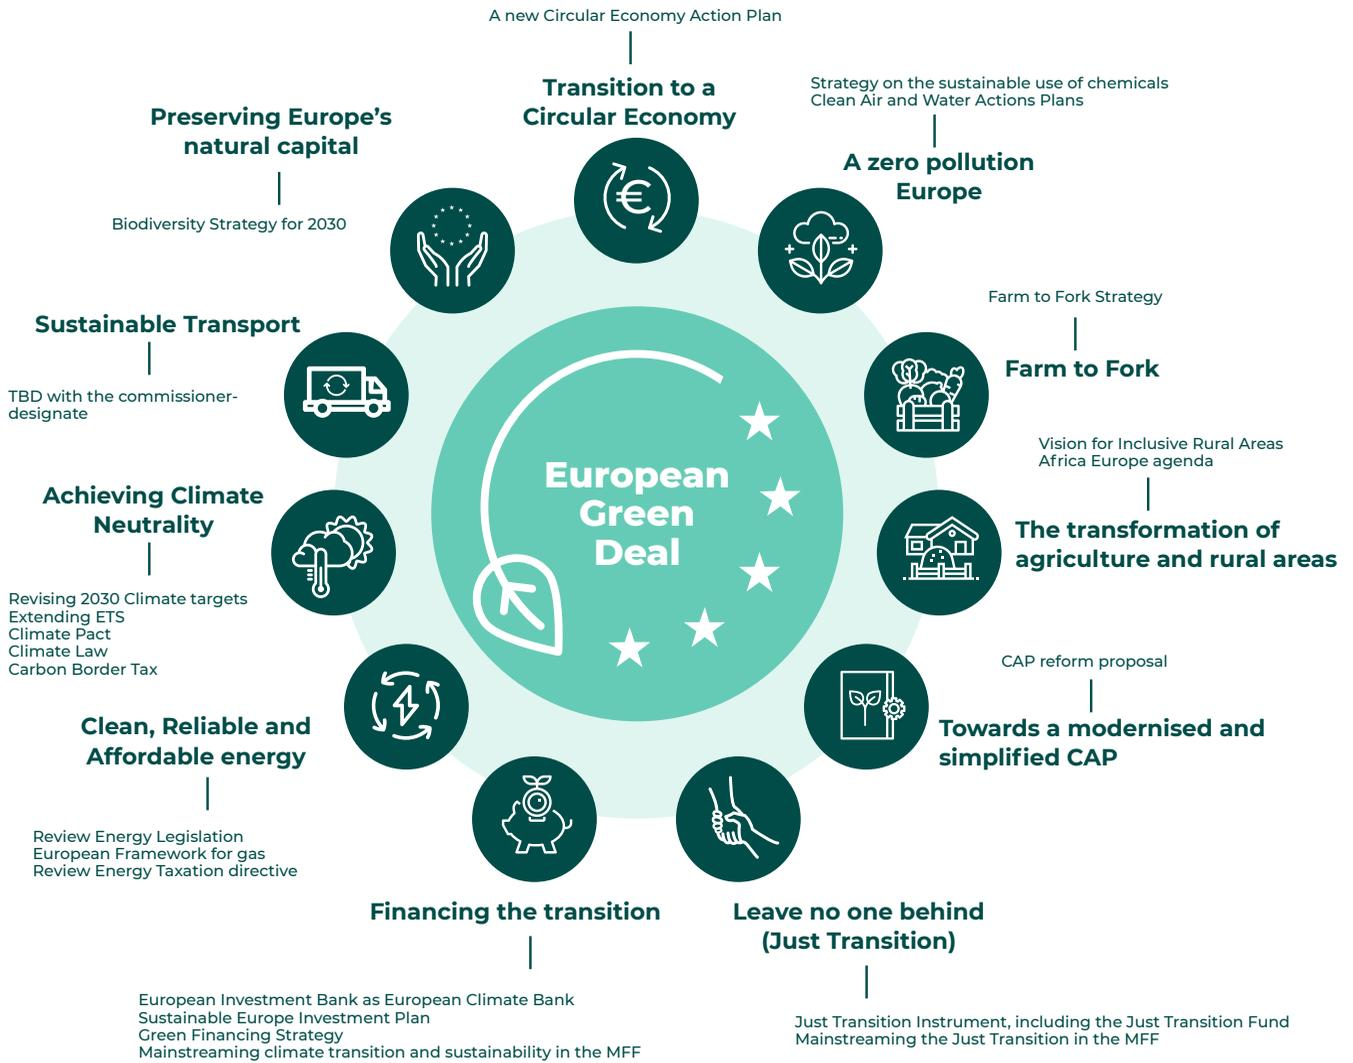 A new Circular Economy Action Plan
Transition to a
Circular Economy
Strategy on the sustainable use of chemicals
Clean Air and Water Actions Plans
A zero pollution
Europe
Farm to Fork Strategy
Farm to Fork
Vision for Inclusive Rural Areas
Africa Europe agenda
The transformation of
agriculture and rural areas
CAP reform proposal
Towards a modernised and
simplified CAP
Leave no one behind
(Just Transition)
Just Transition Instrument, including the Just Transition Fund
Mainstreaming the Just Transition in the MFF
Financing the transition
European Investment Bank as European Climate Bank
Sustainable Europe Investment Plan
Green Financing Strategy
Mainstreaming climate transition and sustainability in the MFF
Clean, Reliable and
Affordable energy
Review Energy Legislation
European Framework for gas
Review Energy Taxation directive
Achieving Climate
Neutrality
Revising 2030 Climate targets
Extending ETS
Climate Pact
Climate Law
Carbon Border Tax
Sustainable Transport
TBD with the commissioner-
designate
Preserving Europe’s
natural capital
Biodiversity Strategy for 2030
€
European
Green
Deal